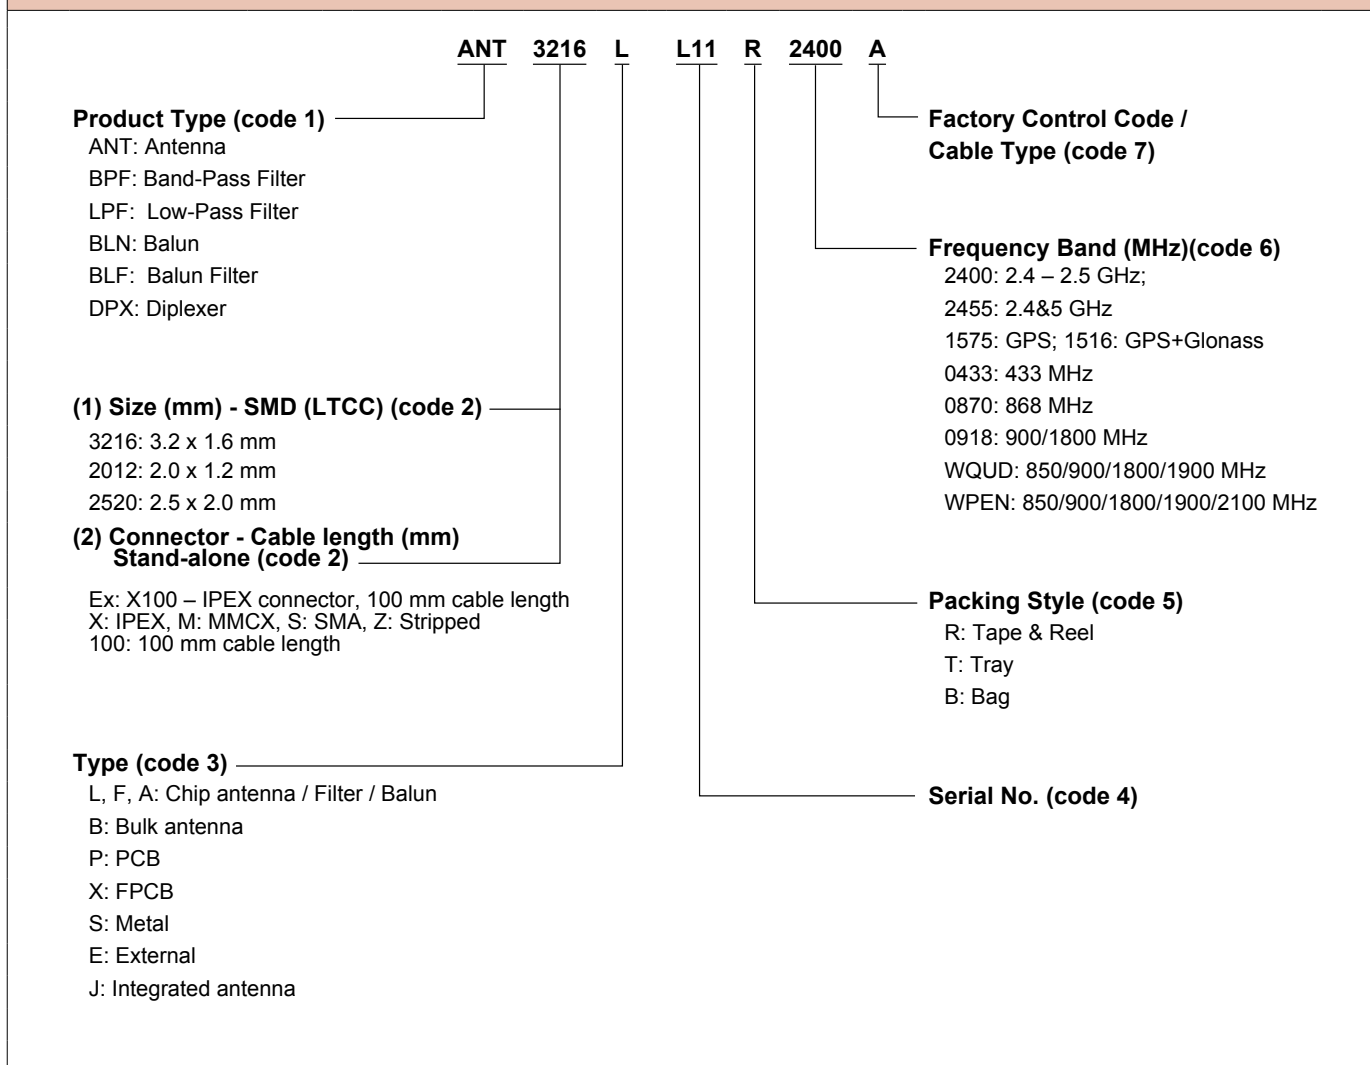 ANT 3216 L L11 R 2400 A
Product Type (code 1)
ANT: Antenna
BPF: Band-Pass Filter
LPF: Low-Pass Filter
BLN: Balun
BLF: Balun Filter
DPX: Diplexer
(1) Size (mm) - SMD (LTCC) (code 2)
3216: 3.2 x 1.6 mm
2012: 2.0 x 1.2 mm
2520: 2.5 x 2.0 mm
(2) Connector - Cable length (mm)
Stand-alone (code 2)
Ex: X100 – IPEX connector, 100 mm cable length
X: IPEX, M: MMCX, S: SMA, Z: Stripped
100: 100 mm cable length
Type (code 3)
L, F, A: Chip antenna / Filter / Balun
B: Bulk antenna
P: PCB
X: FPCB
S: Metal
E: External
J: Integrated antenna
Factory Control Code /
Cable Type (code 7)
Frequency Band (MHz)(code 6)
2400: 2.4 – 2.5 GHz;
2455: 2.4&5 GHz
1575: GPS; 1516: GPS+Glonass
0433: 433 MHz
0870: 868 MHz
0918: 900/1800 MHz
WQUD: 850/900/1800/1900 MHz
WPEN: 850/900/1800/1900/2100 MHz
Packing Style (code 5)
R: Tape & Reel
T: Tray
B: Bag
Serial No. (code 4)